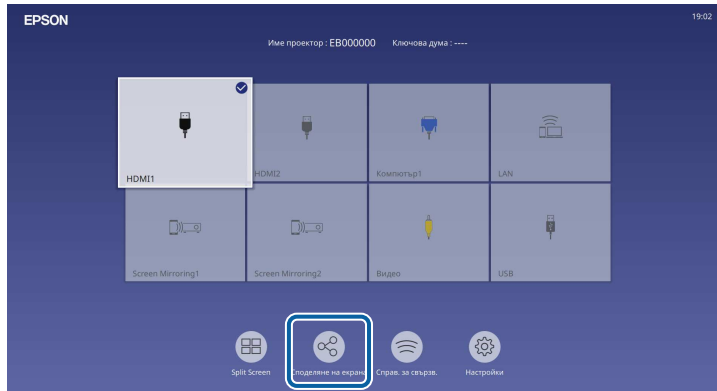 EPSON
19:02
Име проектор : EB000000 Ключова дума : ----
HDMI1
HDMI2
Компютър1
LAN
Screen Mirroring1
Screen Mirroring2
Видео
USB
Split Screen
Споделяне на екрана
Справ. за свързв.
Настройки